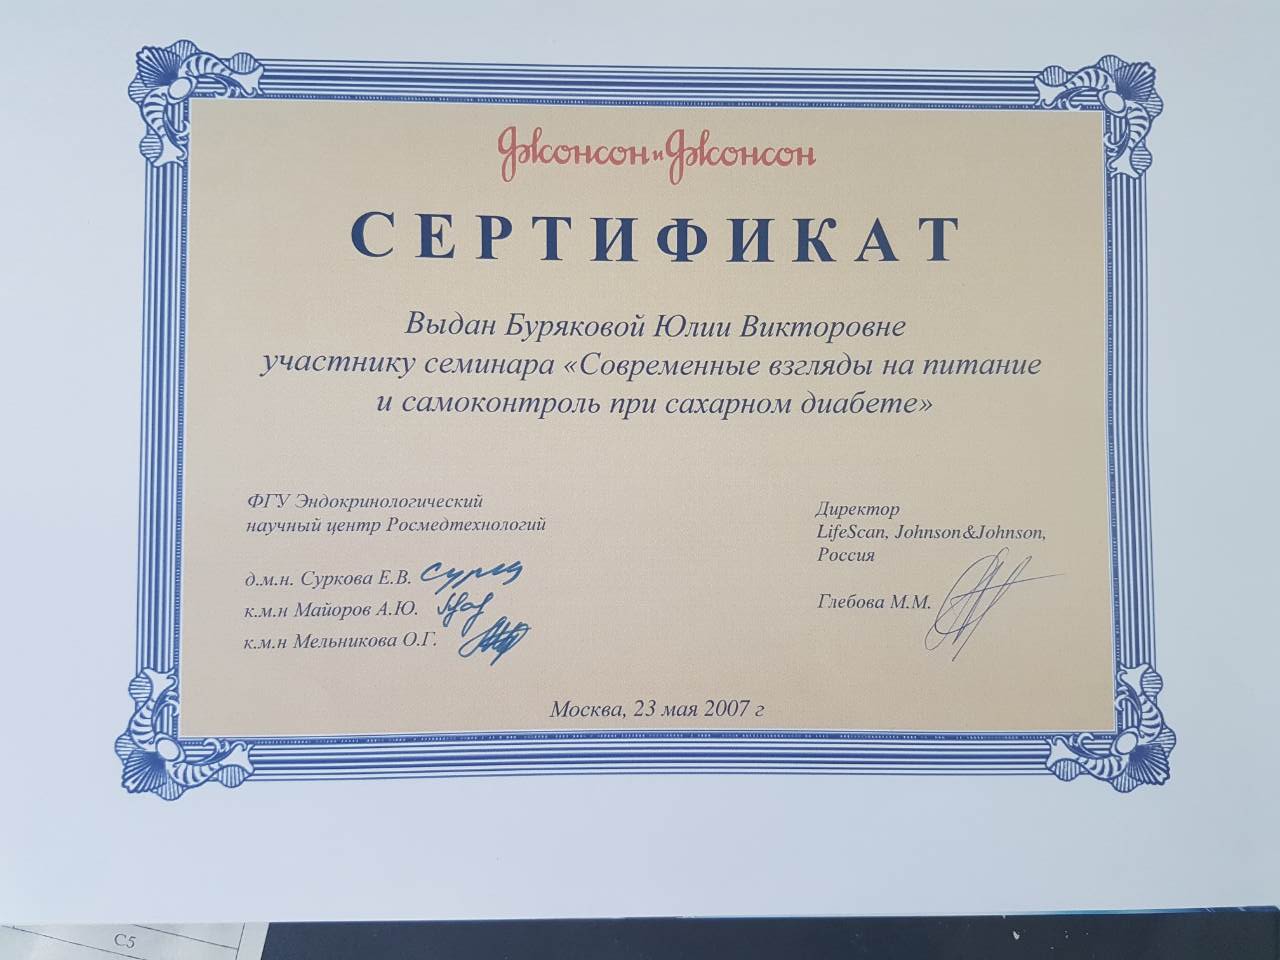 Джонсон и Джонсон
СЕРТИФИКАТ
Выдан Буряковой Юлии Викторовне
участнику семинара «Современные взгляды на питание
и самоконтроль при сахарном диабете»
ФГУ Эндокринологический
научный центр Росмедтехнологий
д.м.н. Суркова Е.В.
к.м.н Майоров А.Ю.
к.м.н Мельникова О.Г.
Директор
LifeScan, Johnson&Johnson,
Россия
Глебова М.М.
Москва, 23 мая 2007 г
C5